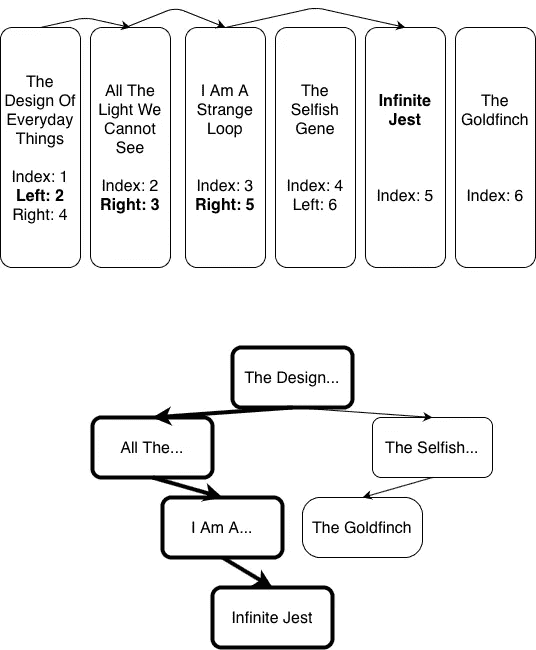 The
Design Of
Everyday
Things
Index: 1
Left: 2
Right: 4
All The
Light We
Cannot
See
Index: 2
Right: 3
I Am A
Strange
Loop
Index: 3
Right: 5
The
Selfish
Gene
Index: 4
Left: 6
Infinite
Jest
Index: 5
The
Goldfinch
Index: 6
The Design...
All The...
The Selfish...
I Am A...
The Goldfinch
Infinite Jest